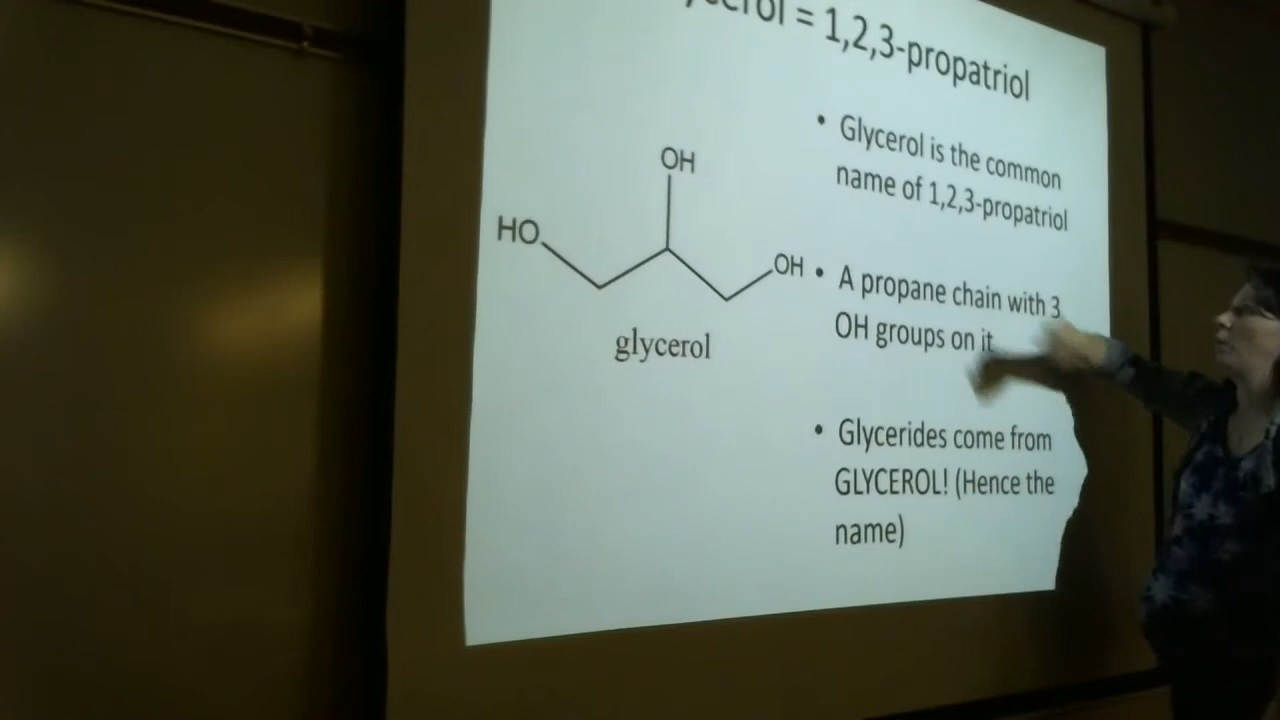 = 1,2,3-propatriol
OH
HO
OH
glycerol
• Glycerol is the common
name of 1,2,3-propatriol
• A propane chain with 3
OH groups on it
• Glycerides come from
GLYCEROL! (Hence the
name)